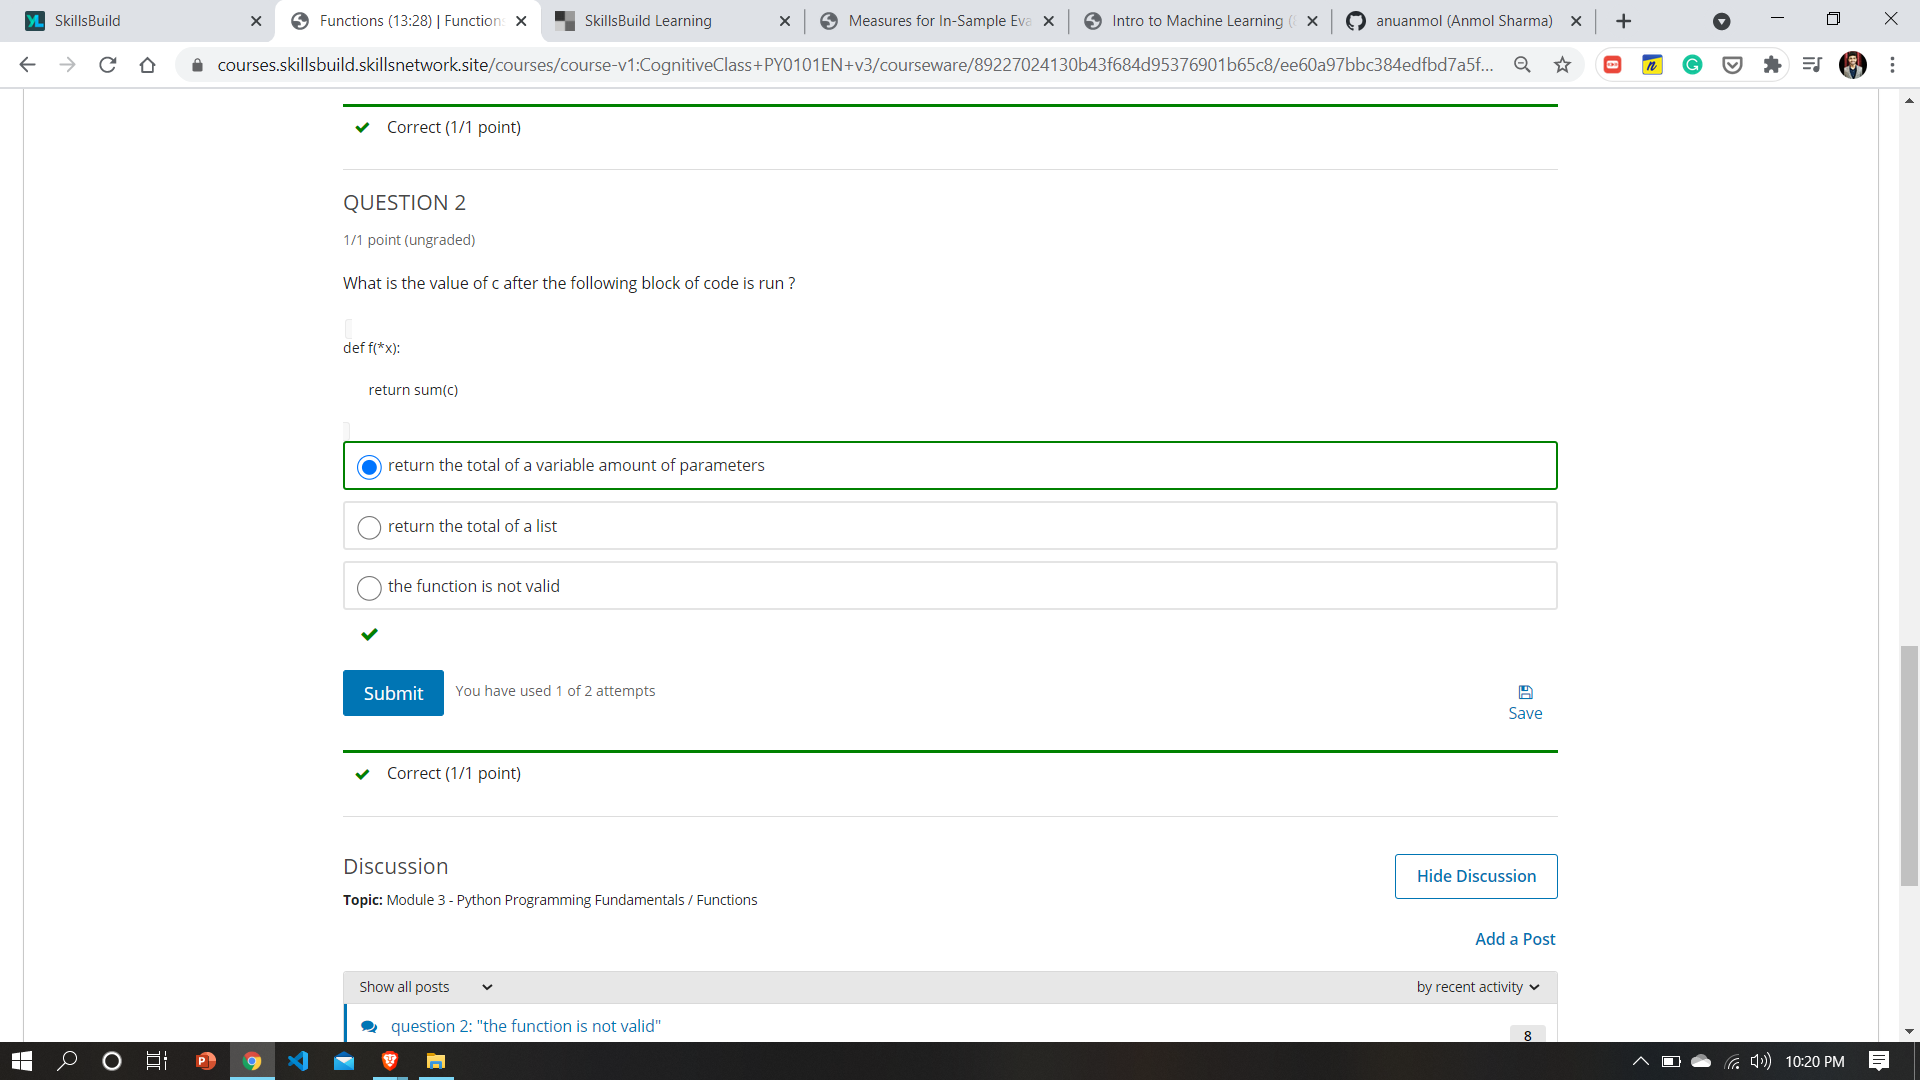 SkillsBuild
Functions (13:28) | Functions
SkillsBuild Learning
Measures for In-Sample Eva
Intro to Machine Learning (
anuanmol (Anmol Sharma)
courses.skillsbuild.skillsnetwork.site/courses/course-v1:CognitiveClass+PY0101EN+v3/courseware/89227024130b43f684d95376901b65c8/ee60a97bbc384edfbd7a5f...
Correct (1/1 point)
QUESTION 2
1/1 point (ungraded)
What is the value of c after the following block of code is run ?
def f(*x):
return sum(c)
return the total of a variable amount of parameters
return the total of a list
the function is not valid
Submit
You have used 1 of 2 attempts
Save
Correct (1/1 point)
Discussion
Hide Discussion
Topic: Module 3 - Python Programming Fundamentals / Functions
Add a Post
Show all posts
by recent activity
question 2: "the function is not valid"
8
10:20 PM